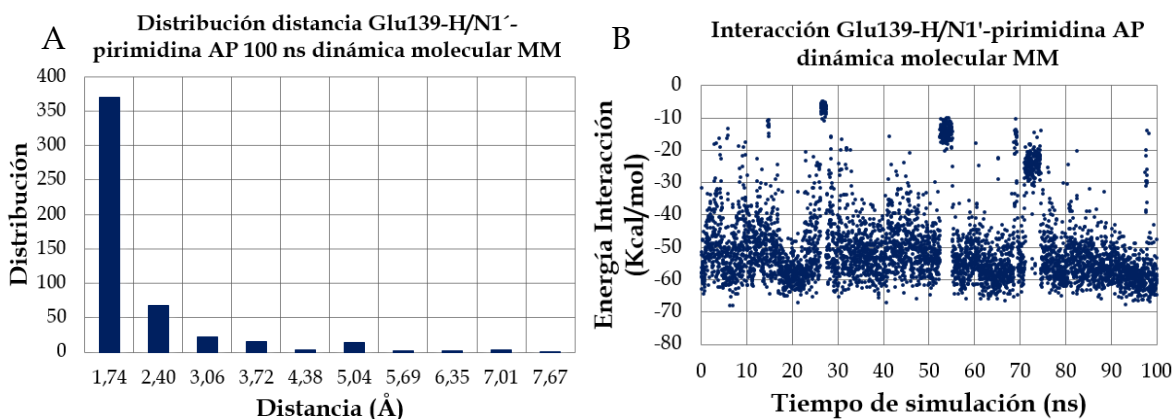 A
Distribución distancia Glu139-H/N1´-
pirimidina AP 100 ns dinámica molecular MM
Distribución
400
350
300
250
200
150
100
50
0
1,74 2,40 3,06 3,72 4,38 5,04 5,69 6,35 7,01 7,67
Distancia (Å)
B
Interacción Glu139-H/N1'-pirimidina AP
dinámica molecular MM
Energía Interacción
(Kcal/mol)
-0
-10
-20
-30
-40
-50
-60
-70
-80
0 10 20 30 40 50 60 70 80 90 100
Tiempo de simulación (ns)